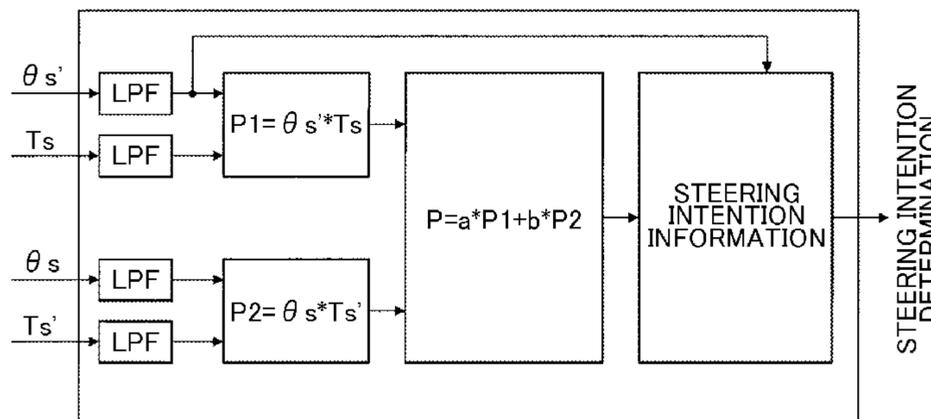 θs'
LPF
Ts
LPF
P1=θs'*Ts
θs
LPF
Ts'
LPF
P2=θs*Ts'
P=a*P1+b*P2
STEERING
INTENTION
INFORMATION
STEERING INTENTION
DETERMINATION